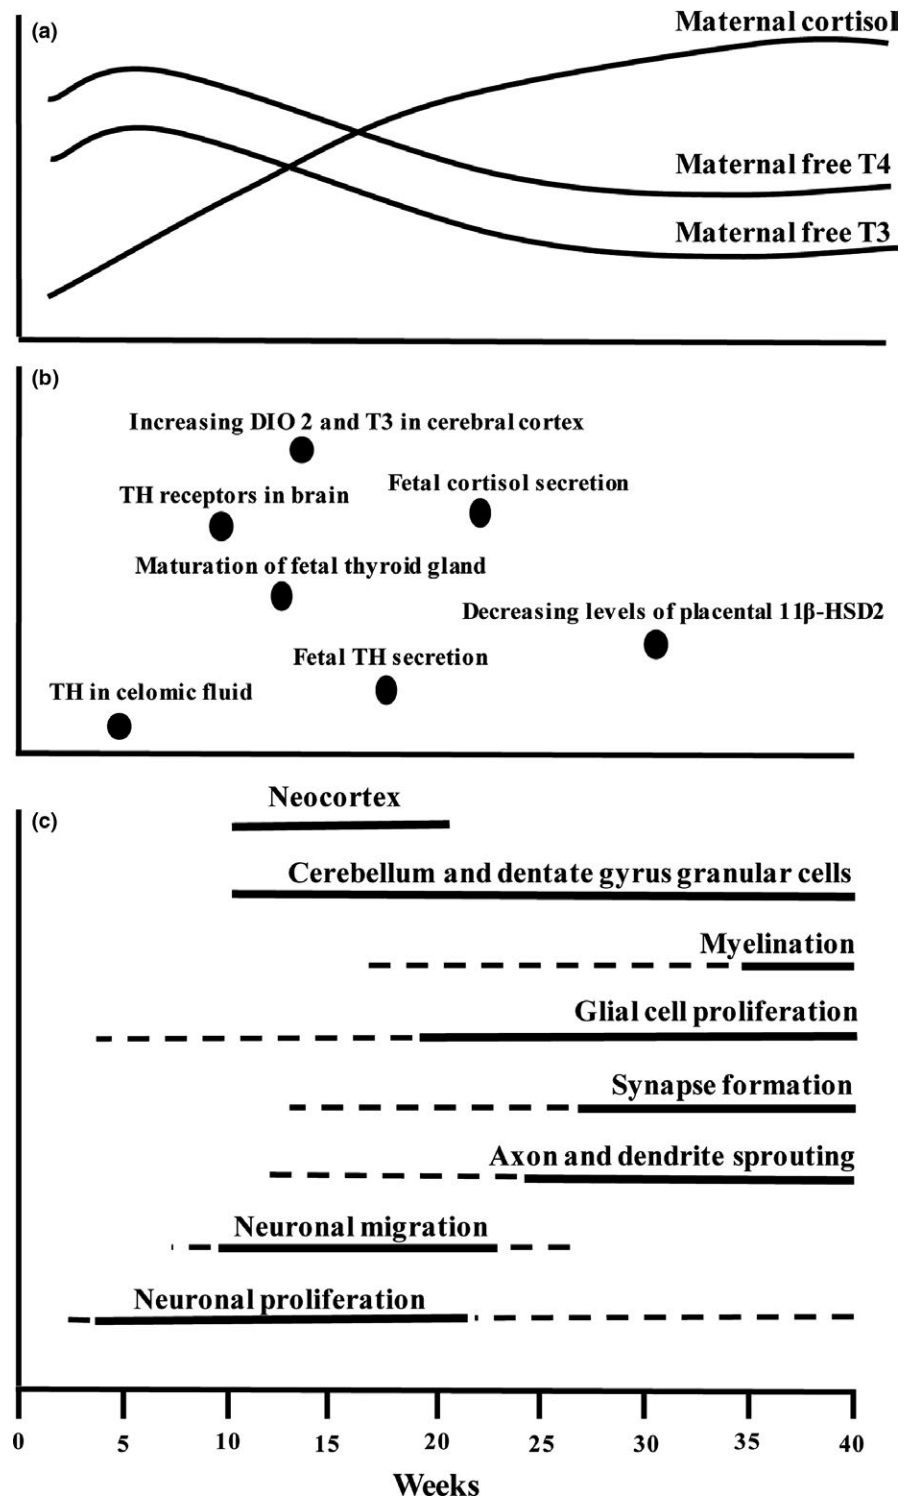 (a)
Maternal cortisol
Maternal free T4
Maternal free T3
(b)
Increasing DIO 2 and T3 in cerebral cortex
Fetal cortisol secretion
TH receptors in brain
Maturation of fetal thyroid gland
Decreasing levels of placental 11β-HSD2
Fetal TH secretion
TH in celomic fluid
Neocortex
(c)
Cerebellum and dentate gyrus granular cells
Myelination
Glial cell proliferation
Synapse formation
Axon and dendrite sprouting
Neuronal migration
Neuronal proliferation
0 5 10 15 20 25 30 35 40
Weeks